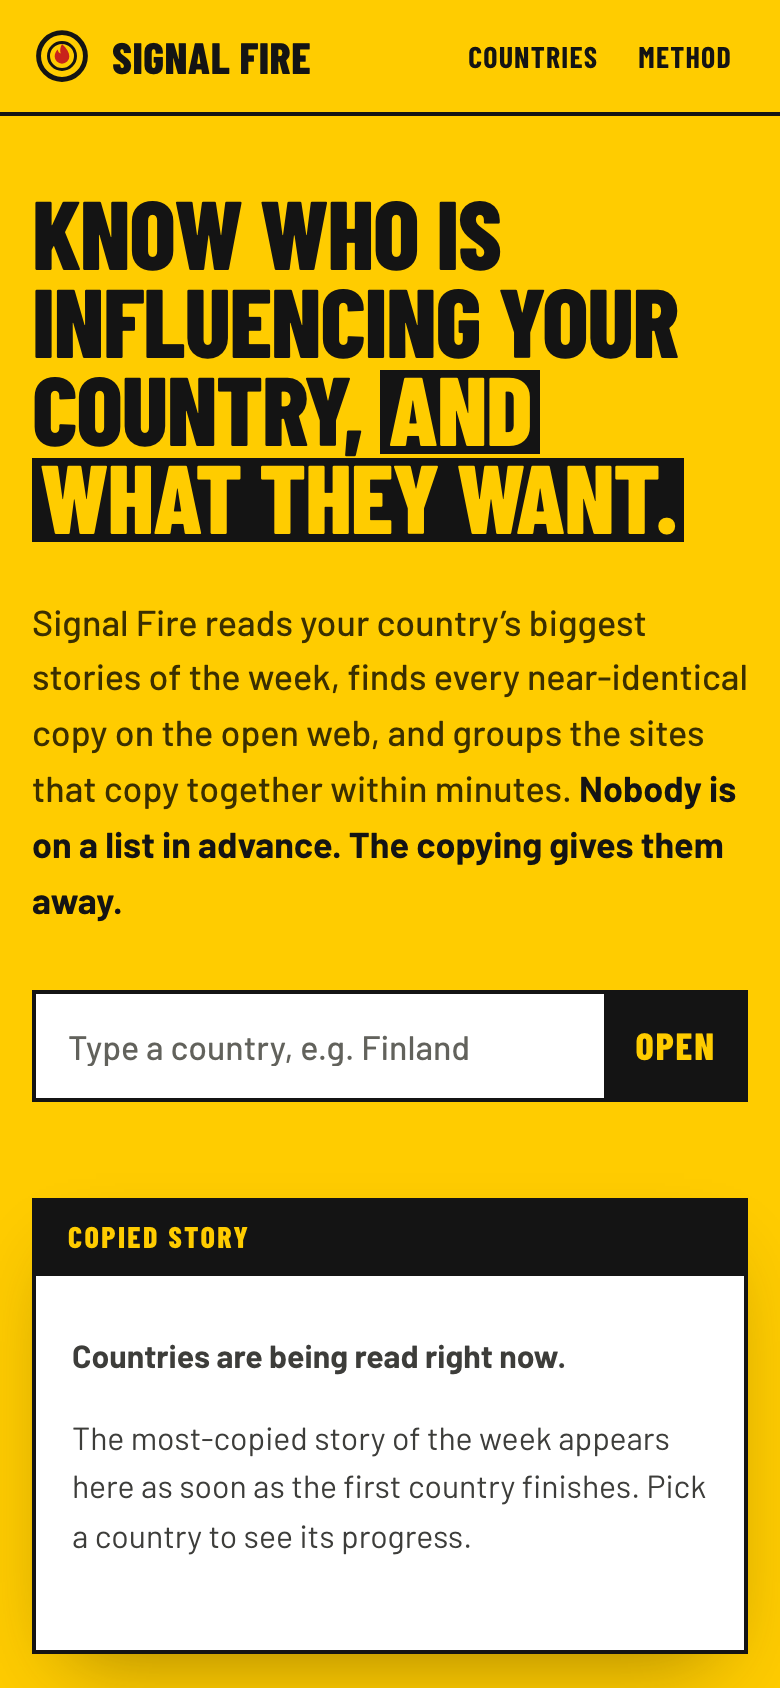 SIGNAL FIRE
COUNTRIES
METHOD
KNOW WHO IS
INFLUENCING YOUR
COUNTRY, AND
WHAT THEY WANT.
Signal Fire reads your country’s biggest
stories of the week, finds every near-identical
copy on the open web, and groups the sites
that copy together within minutes. Nobody is
on a list in advance. The copying gives them
away.
Type a country, e.g. Finland
OPEN
COPIED STORY
Countries are being read right now.
The most-copied story of the week appears
here as soon as the first country finishes. Pick
a country to see its progress.